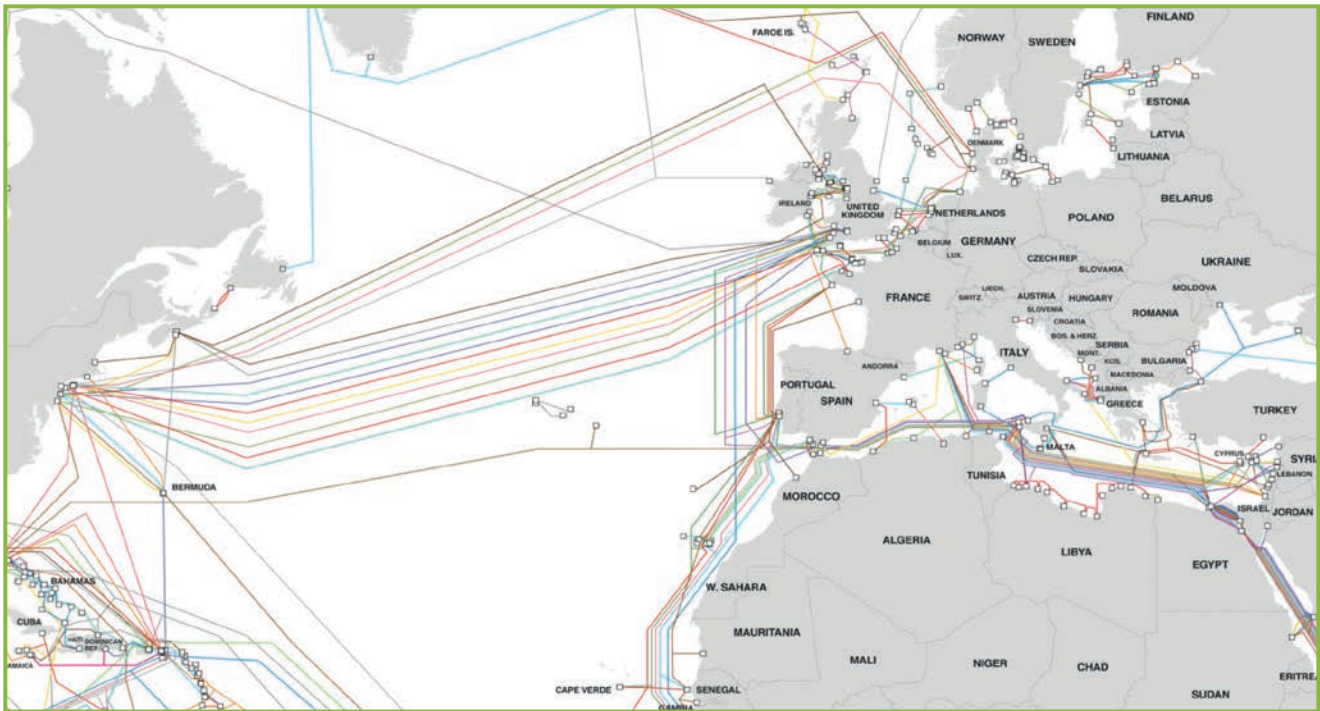 FINLAND
NORWAY
SWEDEN
FAROE IS.
ESTONIA
LATVIA
LITHUANIA
DENMARK
BELARUS
IRELAND
UNITED
KINGDOM
NETHERLANDS
POLAND
BELGIUM
GERMANY
LUX.
CZECH REP.
SLOVAKIA
UKRAINE
LIECH.
MOLDOVA
FRANCE
SWITZ.
AUSTRIA
HUNGARY
SLOVENIA
ROMANIA
CROATIA
BOS. & HERZ.
SERBIA
ITALY
MONT.
KOS.
BULGARIA
ANDORRA
MACEDONIA
PORTUGAL
ALBANIA
SPAIN
GREECE
TURKEY
MALTA
CYPRUS
SYRIA
LEBANON
TUNISIA
BERMUDA
MOROCCO
ISRAEL
JORDAN
ALGERIA
LIBYA
EGYPT
BAHAMAS
W. SAHARA
CUBA
MAURITANIA
HAITI
DOMINICAN
REP.
AMAICA
MALI
NIGER
CHAD
ERITREA
CAPE VERDE
SENEGAL
SUDAN
GAMBIA